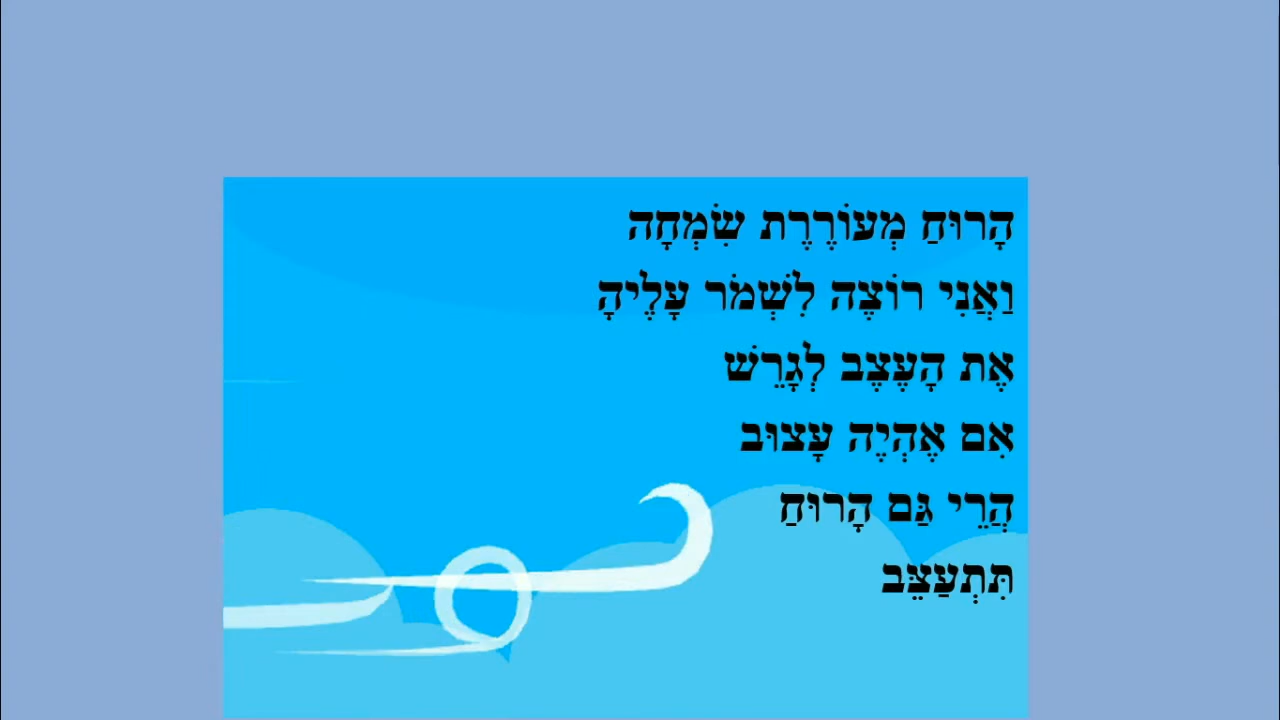 הָרוּחַ מְעוֹרֶרֶת שִׂמְחָה
וַאֲנִי רוֹצֶה לִשְׁמֹר עָלֶיהָ
אֶת הָעֶצֶב לְגָרֵשׁ
אִם אֶהְיֶה עָצוּב
הֲרֵי גַּם הָרוּחַ
תִּתְעַצֵּב